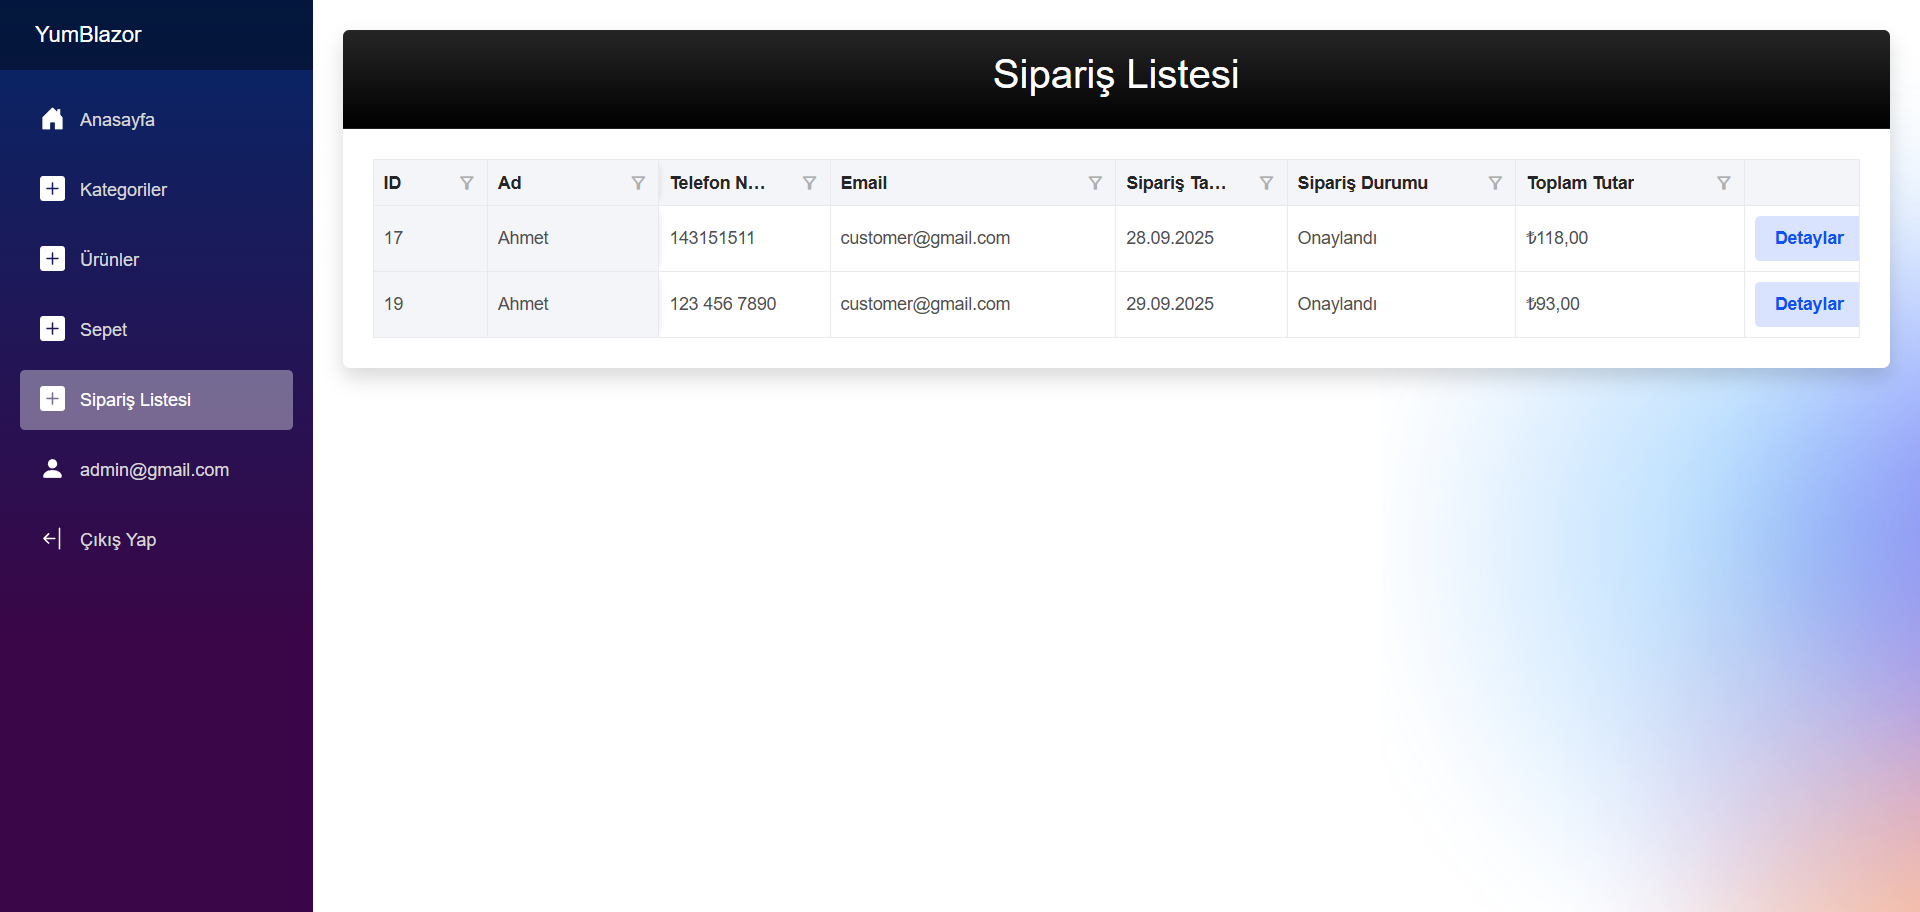 YumBlazor
Anasayfa
Kategoriler
Ürünler
Sepet
Sipariş Listesi
admin@gmail.com
Çıkış Yap
Sipariş Listesi
ID Ad Telefon N... Email Sipariş Ta... Sipariş Durumu Toplam Tutar
17 Ahmet 143151511 customer@gmail.com 28.09.2025 Onaylandı ₺118,00 Detaylar
19 Ahmet 123 456 7890 customer@gmail.com 29.09.2025 Onaylandı ₺93,00 Detaylar